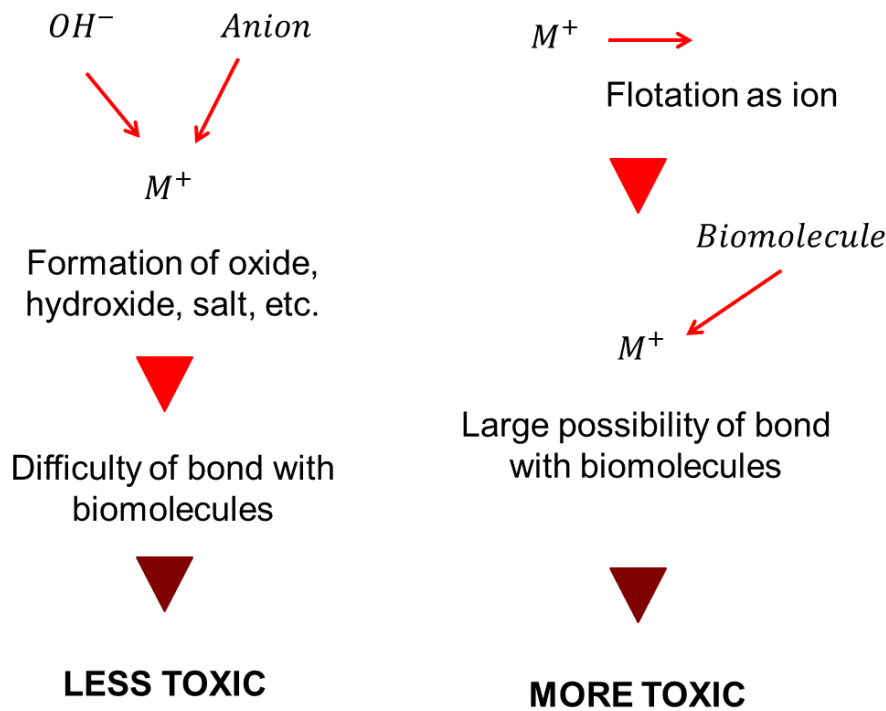 OH⁻ Anion
M⁺
Formation of oxide,
hydroxide, salt, etc.
Difficulty of bond with
biomolecules
LESS TOXIC
M⁺
Flotation as ion
Biomolecule
M⁺
Large possibility of bond
with biomolecules
MORE TOXIC